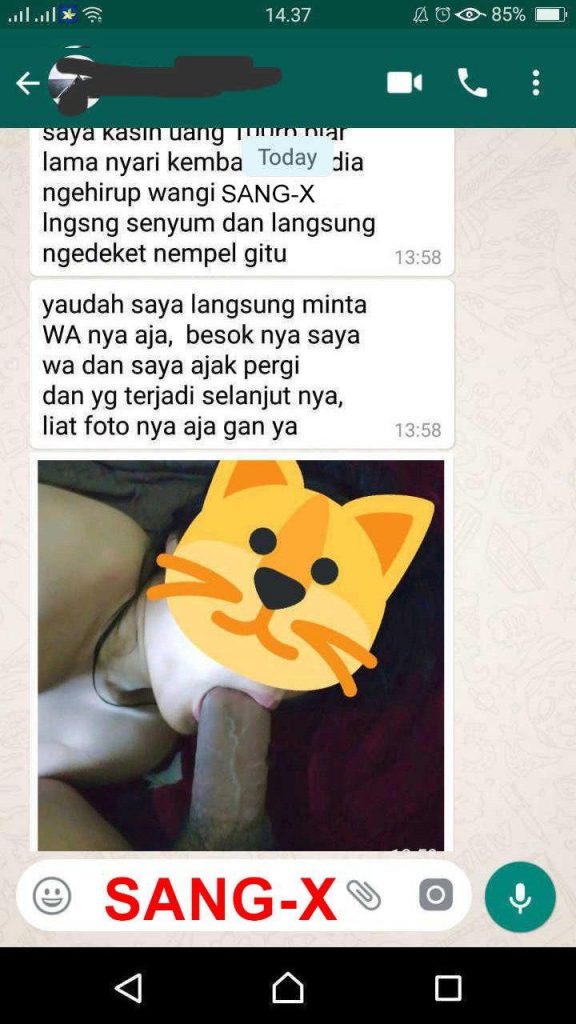 14.37
85%
saya kasih uang
Today
lama nyari kemba dia
ngehirup wangi SANG-X
lngsng senyum dan langsung
ngedeket nempel gitu
13:58
yaudah saya langsung minta
WA nya aja, besok nya saya
wa dan saya ajak pergi
dan yg terjadi selanjut nya,
liat foto nya aja gan ya
13:58
SANG-X